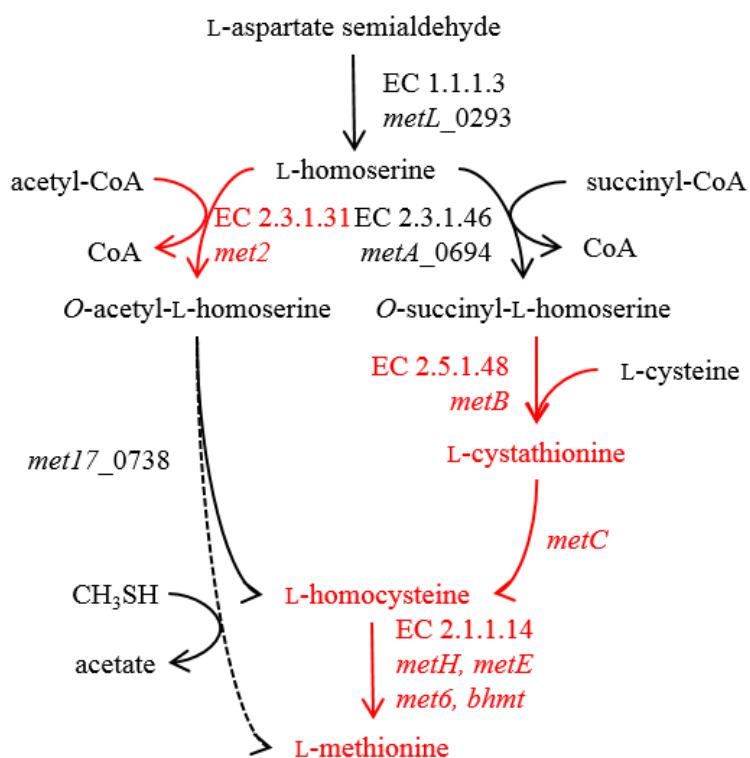 L-aspartate semialdehyde
EC 1.1.1.3
metL_0293
acetyl-CoA
L-homoserine
succinyl-CoA
EC 2.3.1.31
EC 2.3.1.46
CoA
met2
metA_0694
CoA
O-acetyl-L-homoserine
O-succinyl-L-homoserine
EC 2.5.1.48
L-cysteine
metB
met17_0738
L-cystathionine
metC
CH₃SH
L-homocysteine
EC 2.1.1.14
acetate
metH, metE
met6, bhmt
L-methionine